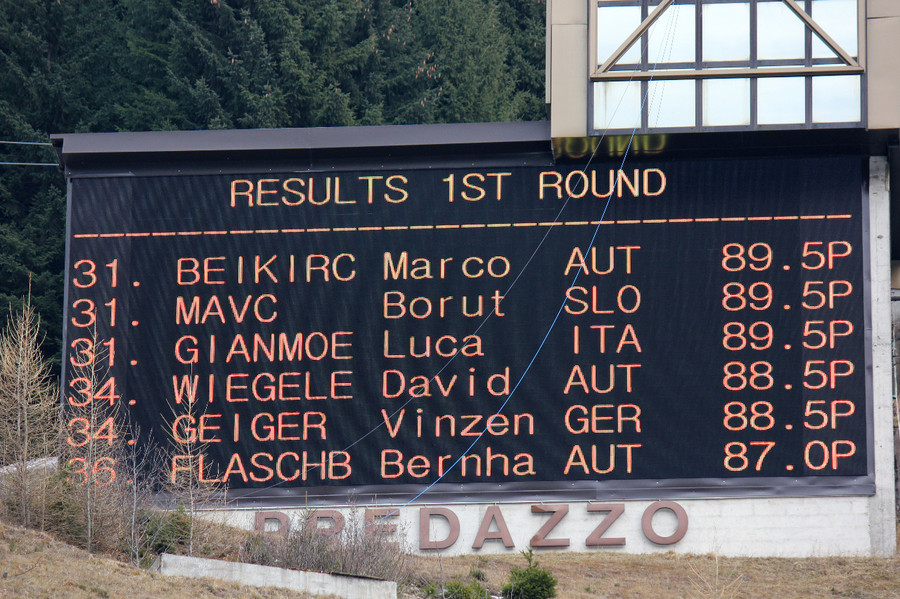 RESULTS 1ST ROUND
31. BEIKIRC Marco AUT 89.5P
31. MAVC Borut SLO 89.5P
31. GIANMOE Luca ITA 89.5P
34. WIEGELE David AUT 88.5P
34. GEIGER Vinzen GER 88.5P
36 FLASCHB Bernha AUT 87.0P
PREDAZZO